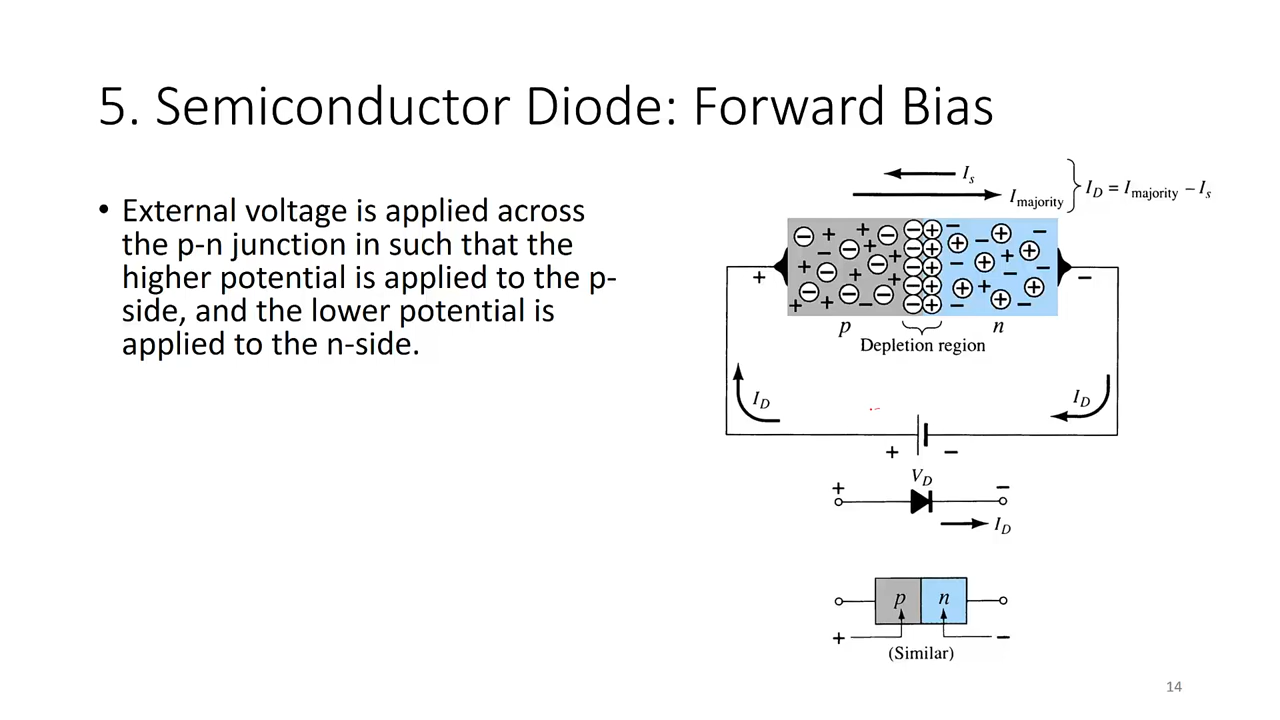 5. Semiconductor Diode: Forward Bias
• External voltage is applied across
the p-n junction in such that the
higher potential is applied to the p-
side, and the lower potential is
applied to the n-side.
I_s
I_majority
I_D = I_majority – I_s
+
−
p
n
Depletion region
I_D
I_D
+ −
V_D
+ −
I_D
p n
+ −
(Similar)
14